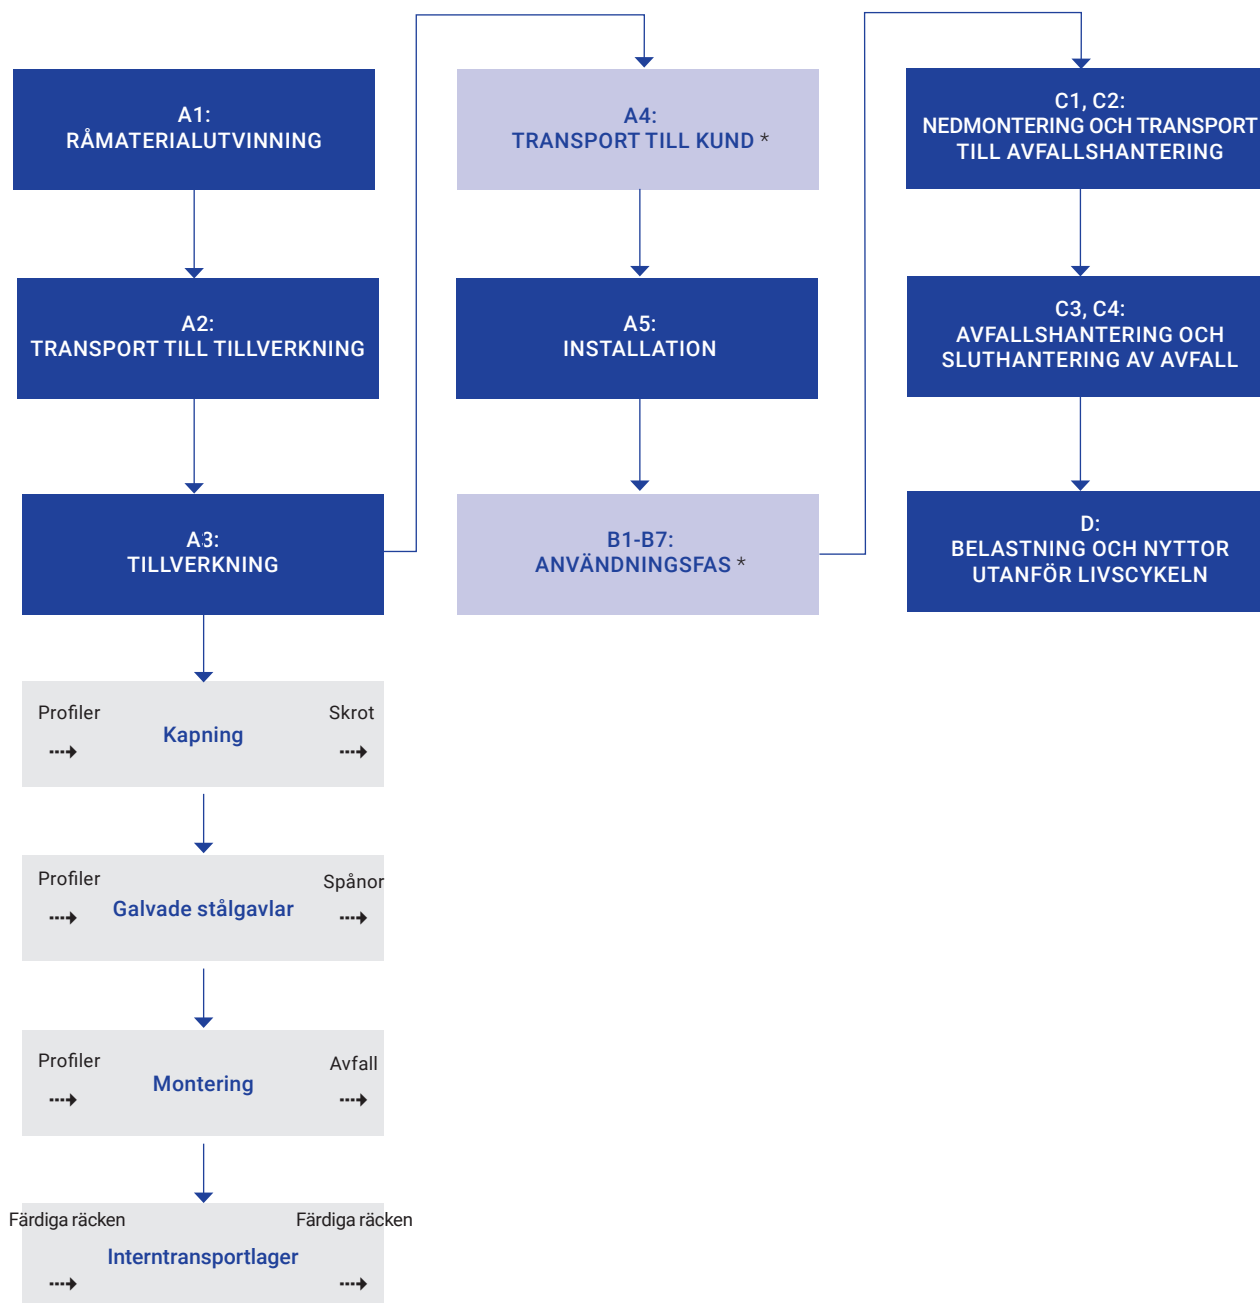 A1:
RÅMATERIALUTVINNING
A2:
TRANSPORT TILL TILLVERKNING
A3:
TILLVERKNING
Profiler
Kapning
Skrot
Profiler
Galvade stålgavlar
Spånor
Profiler
Montering
Avfall
Färdiga räcken
Interntransportlager
Färdiga räcken
A4:
TRANSPORT TILL KUND *
A5:
INSTALLATION
B1-B7:
ANVÄNDNINGSFAS *
C1, C2:
NEDMONTERING OCH TRANSPORT
TILL AVFALLSHANTERING
C3, C4:
AVFALLSHANTERING OCH
SLUTHANTERING AV AVFALL
D:
BELASTNING OCH NYTTOR
UTANFÖR LIVSCYKELN